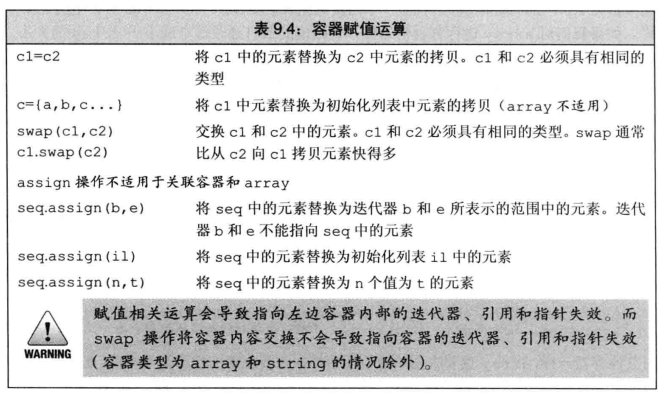 表 9.4：容器赋值运算
c1=c2 将 c1 中的元素替换为 c2 中元素的拷贝。c1 和 c2 必须具有相同的
类型
c={a,b,c...} 将 c1 中元素替换为初始化列表中元素的拷贝（array 不适用）
swap(c1,c2) 交换 c1 和 c2 中的元素。c1 和 c2 必须具有相同的类型。swap 通常
c1.swap(c2) 比从 c2 向 c1 拷贝元素快得多
assign 操作不适用于关联容器和 array
seq.assign(b,e) 将 seq 中的元素替换为迭代器 b 和 e 所表示的范围中的元素。迭代
器 b 和 e 不能指向 seq 中的元素
seq.assign(il) 将 seq 中的元素替换为初始化列表 il 中的元素
seq.assign(n,t) 将 seq 中的元素替换为 n 个值为 t 的元素
赋值相关运算会导致指向左边容器内部的迭代器、引用和指针失效。而
swap 操作将容器内容交换不会导致指向容器的迭代器、引用和指针失效
（容器类型为 array 和 string 的情况除外）。
WARNING